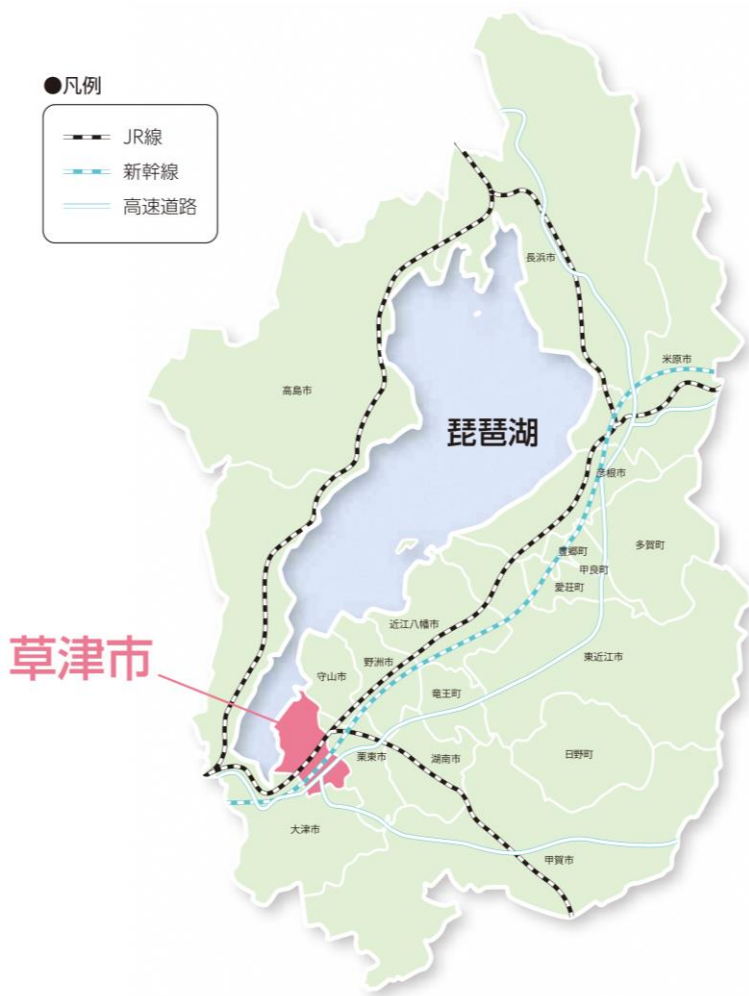 ●凡例
JR線
新幹線
高速道路
長浜市
米原市
高島市
琵琶湖
彦根市
多賀町
豊郷町
甲良町
愛荘町
近江八幡市
東近江市
草津市
守山市
野洲市
竜王町
栗東市
湖南市
日野町
大津市
甲賀市